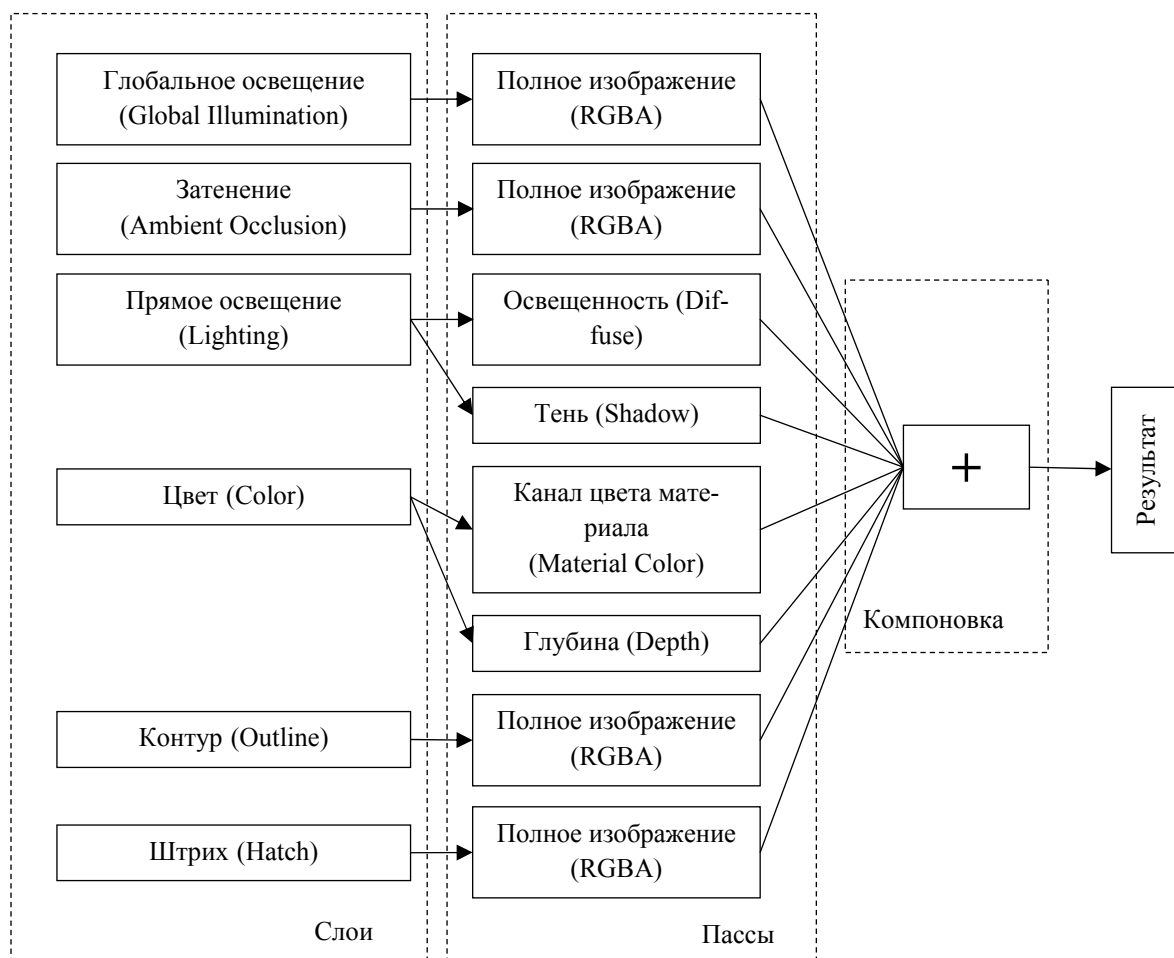 Глобальное освещение
(Global Illumination)
Полное изображение
(RGBA)
Затенение
(Ambient Occlusion)
Полное изображение
(RGBA)
Прямое освещение
(Lighting)
Освещенность (Dif-
fuse)
Тень (Shadow)
Цвет (Color)
Канал цвета мате-
риала
(Material Color)
Глубина (Depth)
Контур (Outline)
Полное изображение
(RGBA)
Штрих (Hatch)
Полное изображение
(RGBA)
Слои
Пассы
+
Компоновка
Результат